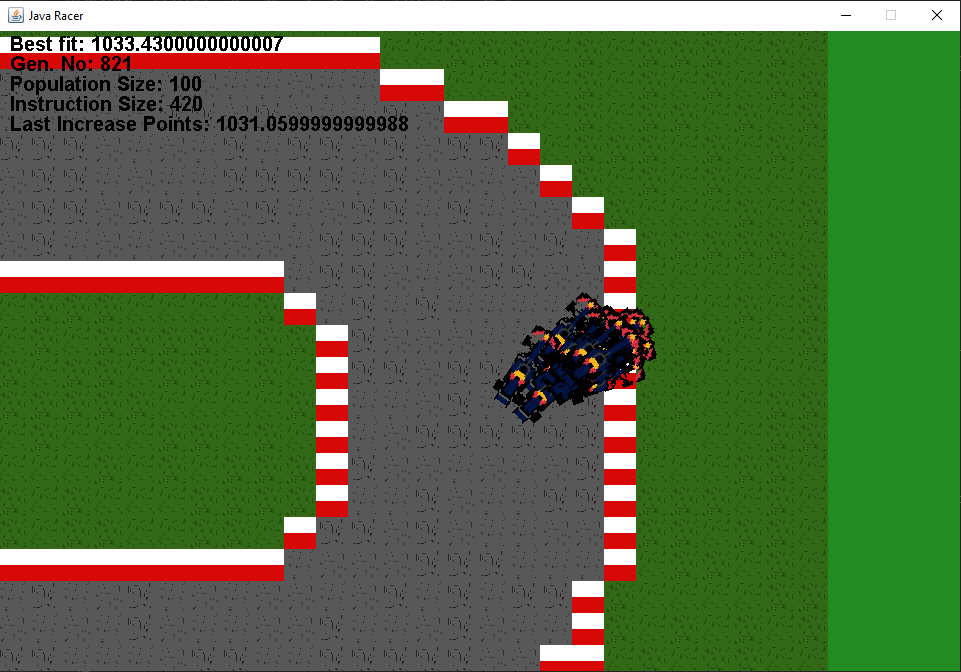 Java Racer
Best fit: 1033.4300000000007
Gen. No: 821
Population Size: 100
Instruction Size: 420
Last Increase Points: 1031.0599999999988